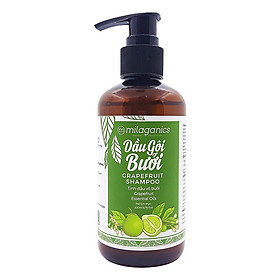 milaganics
Dầu Gội
Bưởi
GRAPEFRUIT
SHAMPOO
Tinh dầu vỏ bưởi
Grapefruit
Essential Oils